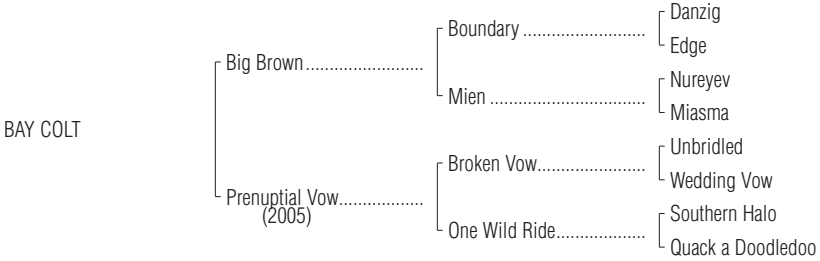 Danzig
Boundary ..........................
Edge
Big Brown.........................
Nureyev
Mien .................................
Miasma
BAY COLT
Unbridled
Broken Vow.......................
Wedding Vow
Prenuptial Vow..................
(2005)
Southern Halo
One Wild Ride...................
Quack a Doodledoo